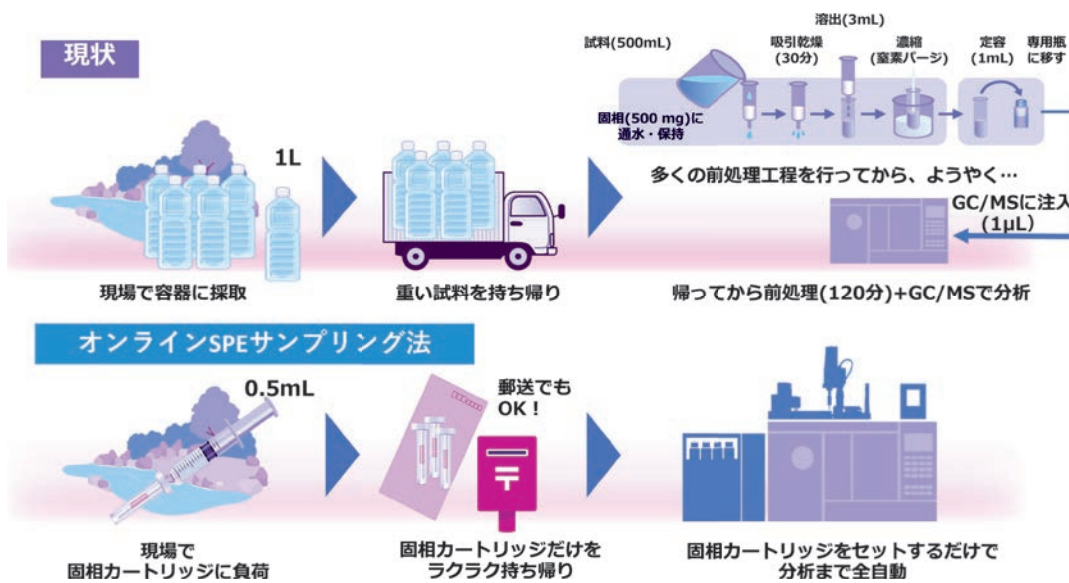 現状
1L
現場で容器に採取
重い試料を持ち帰り
試料(500mL)
固相(500 mg)に
通水・保持
吸引乾燥
(30分)
溶出(3mL)
濃縮
(窒素パージ)
定容
(1mL)
専用瓶
に移す
多くの前処理工程を行ってから、ようやく…
GC/MSに注入
(1μL)
帰ってから前処理(120分)+GC/MSで分析
オンラインSPEサンプリング法
0.5mL
現場で
固相カートリッジに負荷
郵送でも
OK!
〒
固相カートリッジだけを
ラクラク持ち帰り
固相カートリッジをセットするだけで
分析まで全自動